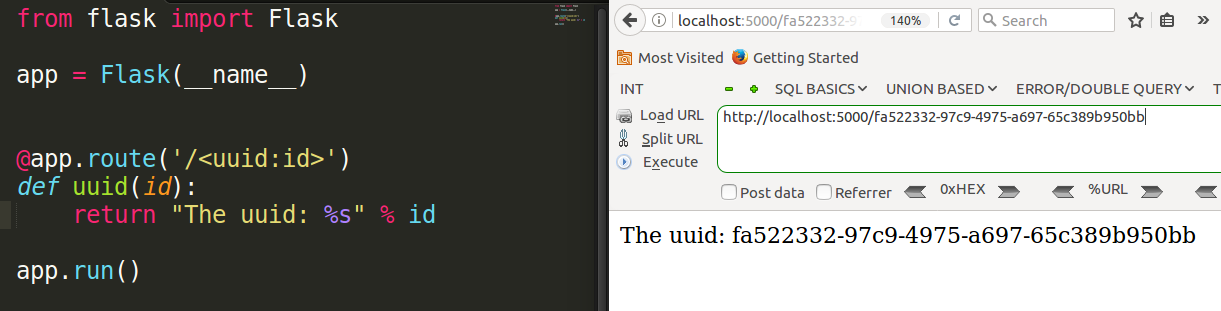 from flask import Flask
app = Flask(__name__)
@app.route('/<uuid:id>')
def uuid(id):
return "The uuid: %s" % id
app.run()
localhost:5000/fa522332-9 140% Search
Most Visited Getting Started
INT SQL BASICS UNION BASED ERROR/DOUBLE QUERY T
Load URL
Split URL
Execute
http://localhost:5000/fa522332-97c9-4975-a697-65c389b950bb
Post data Referrer 0xHEX %URL
The uuid: fa522332-97c9-4975-a697-65c389b950bb